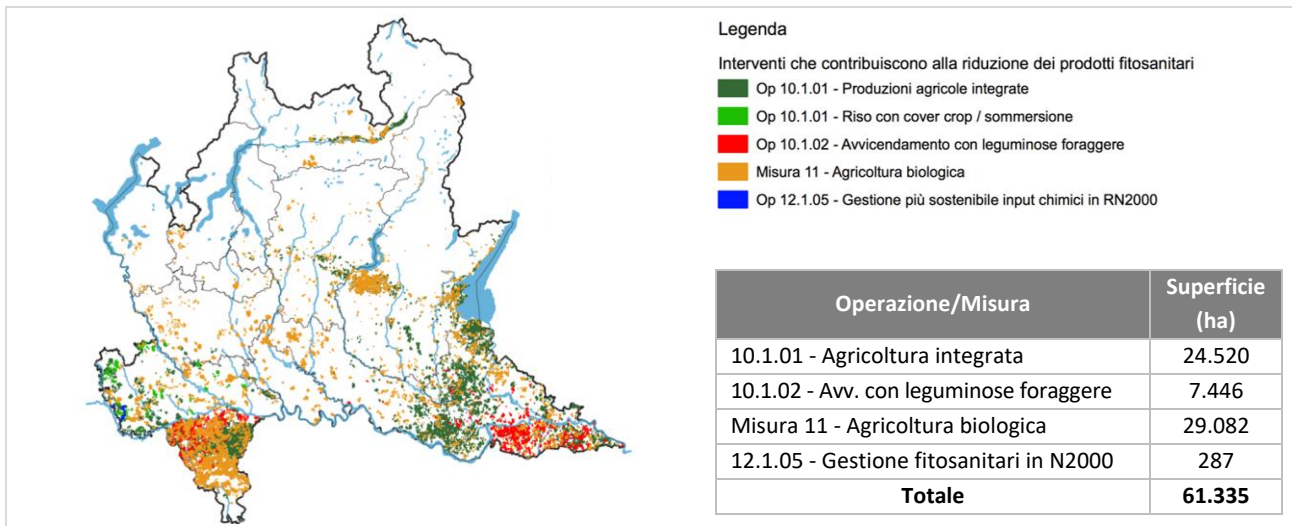 Legenda
Interventi che contribuiscono alla riduzione dei prodotti fitosanitari
Op 10.1.01 - Produzioni agricole integrate
Op 10.1.01 - Riso con cover crop / sommersione
Op 10.1.02 - Avvicendamento con leguminose foraggere
Misura 11 - Agricoltura biologica
Op 12.1.05 - Gestione più sostenibile input chimici in RN2000
Operazione/Misura Superficie (ha)
10.1.01 - Agricoltura integrata 24.520
10.1.02 - Avv. con leguminose foraggere 7.446
Misura 11 - Agricoltura biologica 29.082
12.1.05 - Gestione fitosanitari in N2000 287
Totale 61.335